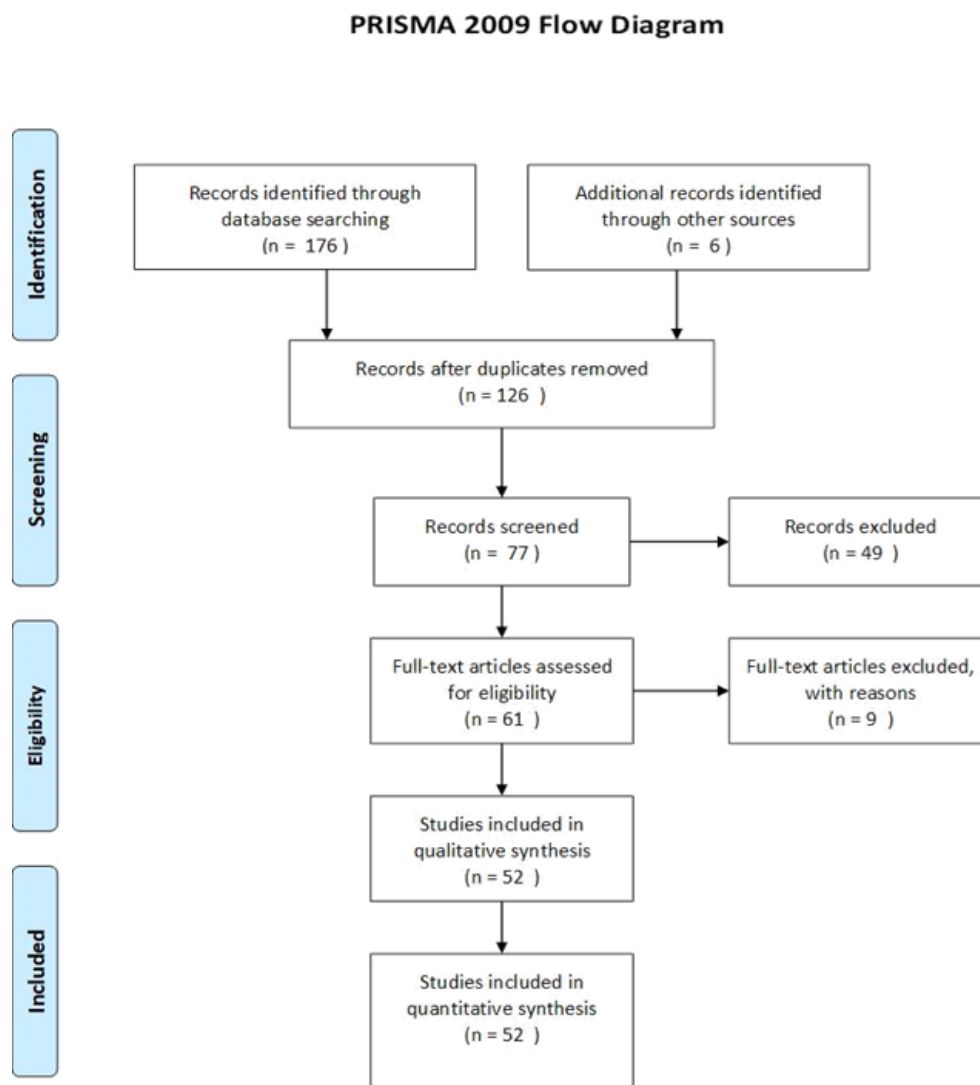 PRISMA 2009 Flow Diagram
Identification
Records identified through
database searching
(n = 176 )
Additional records identified
through other sources
(n = 6 )
Records after duplicates removed
(n = 126 )
Screening
Records screened
(n = 77 )
Records excluded
(n = 49 )
Eligibility
Full-text articles assessed
for eligibility
(n = 61 )
Full-text articles excluded,
with reasons
(n = 9 )
Studies included in
qualitative synthesis
(n = 52 )
Included
Studies included in
quantitative synthesis
(n = 52 )